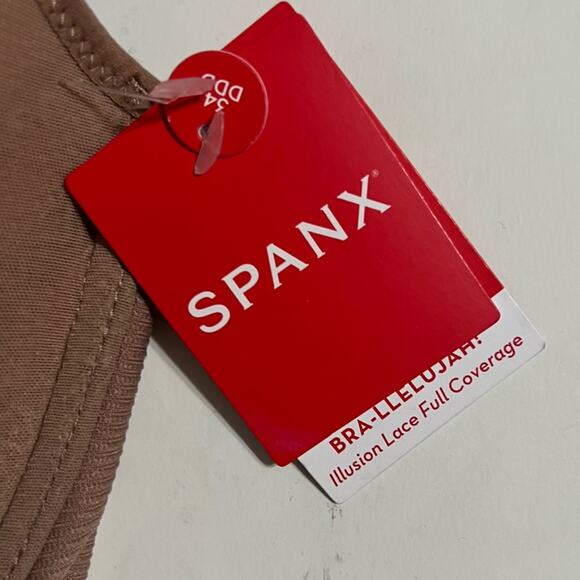 34
DDD
SPANX®
BRA-LLELUJAH!
Illusion Lace Full Coverage